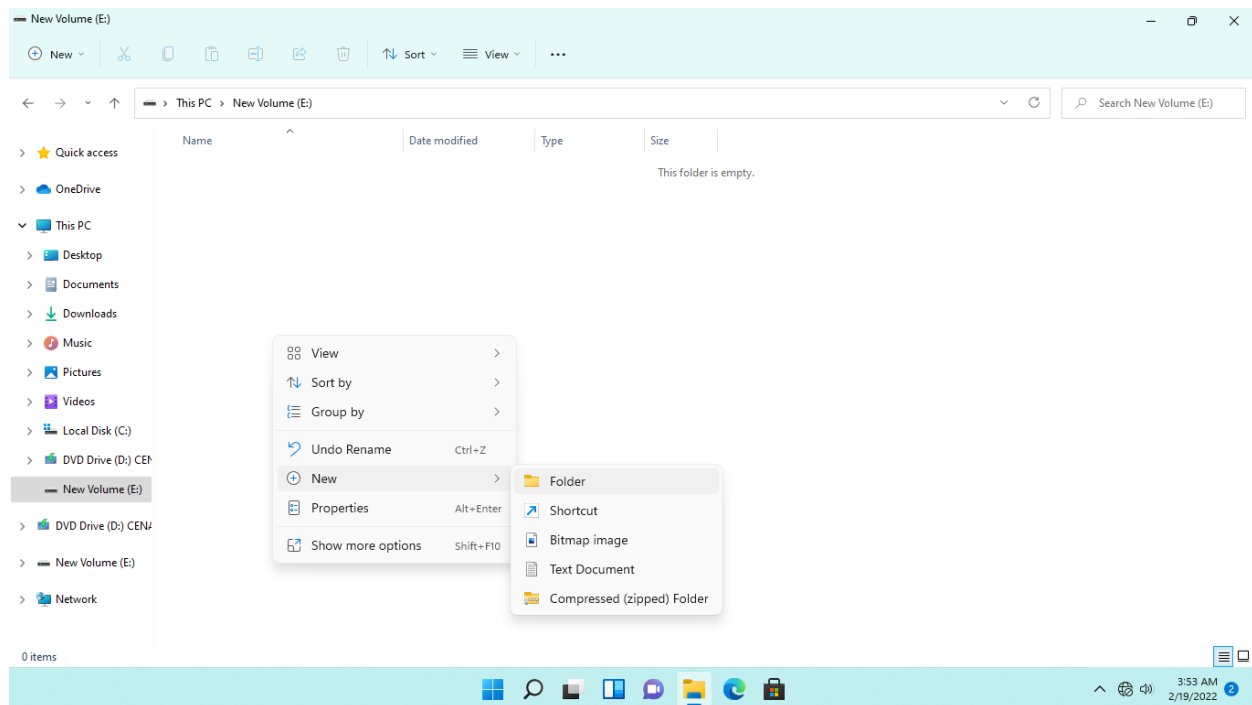 New Volume (E:)
New
Sort
View
This PC
New Volume (E:)
Search New Volume (E:)
Name
Date modified
Type
Size
This folder is empty.
Quick access
OneDrive
This PC
Desktop
Documents
Downloads
Music
Pictures
Videos
Local Disk (C:)
DVD Drive (D:) CEN
New Volume (E:)
DVD Drive (D:) CENA
New Volume (E:)
Network
View
Sort by
Group by
Undo Rename Ctrl+Z
New
Properties Alt+Enter
Show more options Shift+F10
Folder
Shortcut
Bitmap image
Text Document
Compressed (zipped) Folder
0 items
3:53 AM
2/19/2022
2